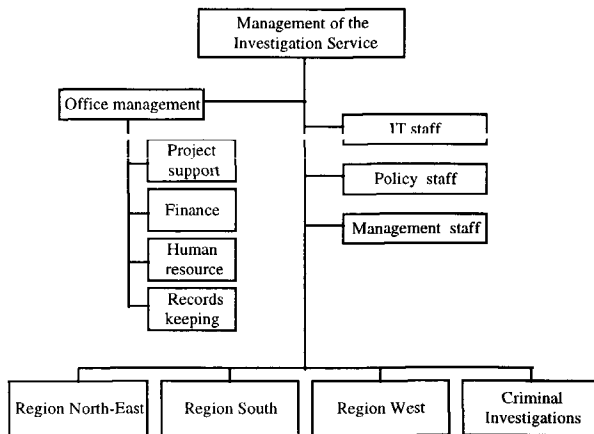 Management of the
Investigation Service
Office management
IT staff
Project
support
Policy staff
Finance
Management staff
Human
resource
Records
keeping
Region North-East
Region South
Region West
Criminal
Investigations